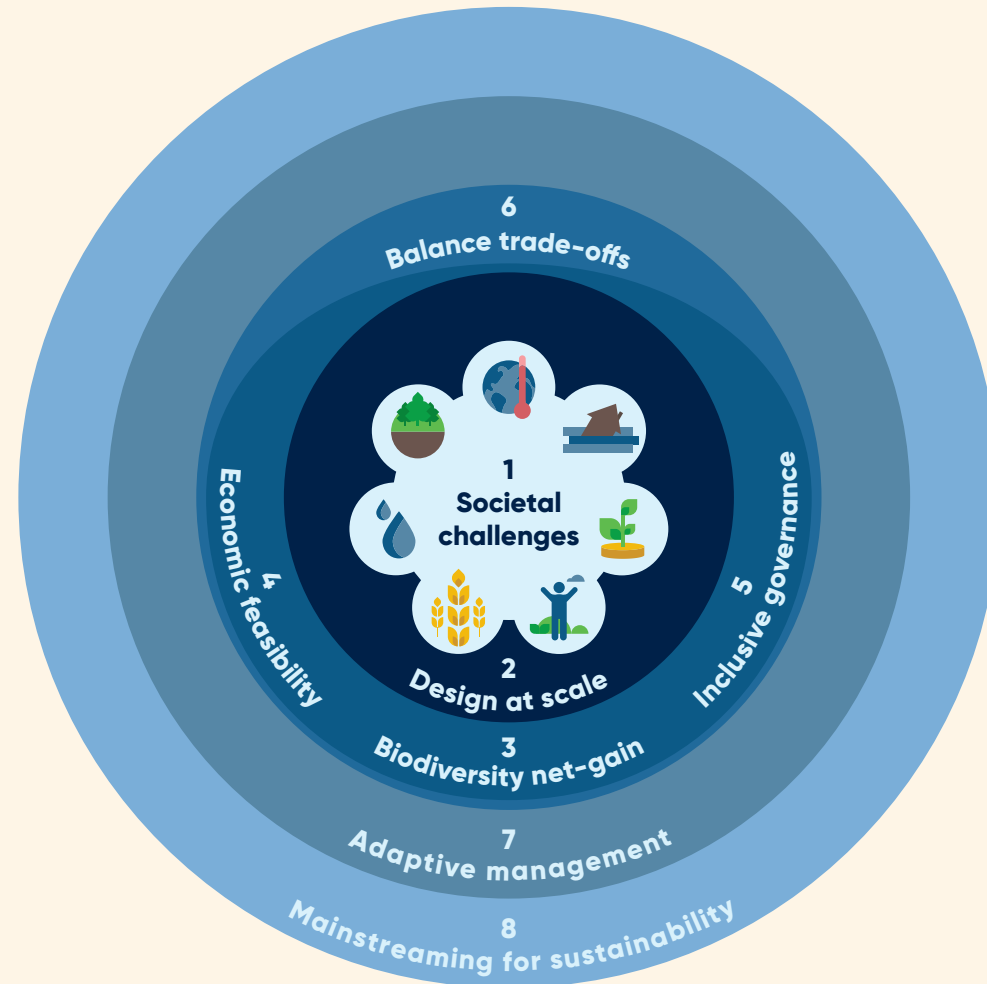 6
Balance trade-offs
1
Societal
challenges
4
Economic feasibility
5
Inclusive governance
2
Design at scale
3
Biodiversity net-gain
7
Adaptive management
8
Mainstreaming for sustainability